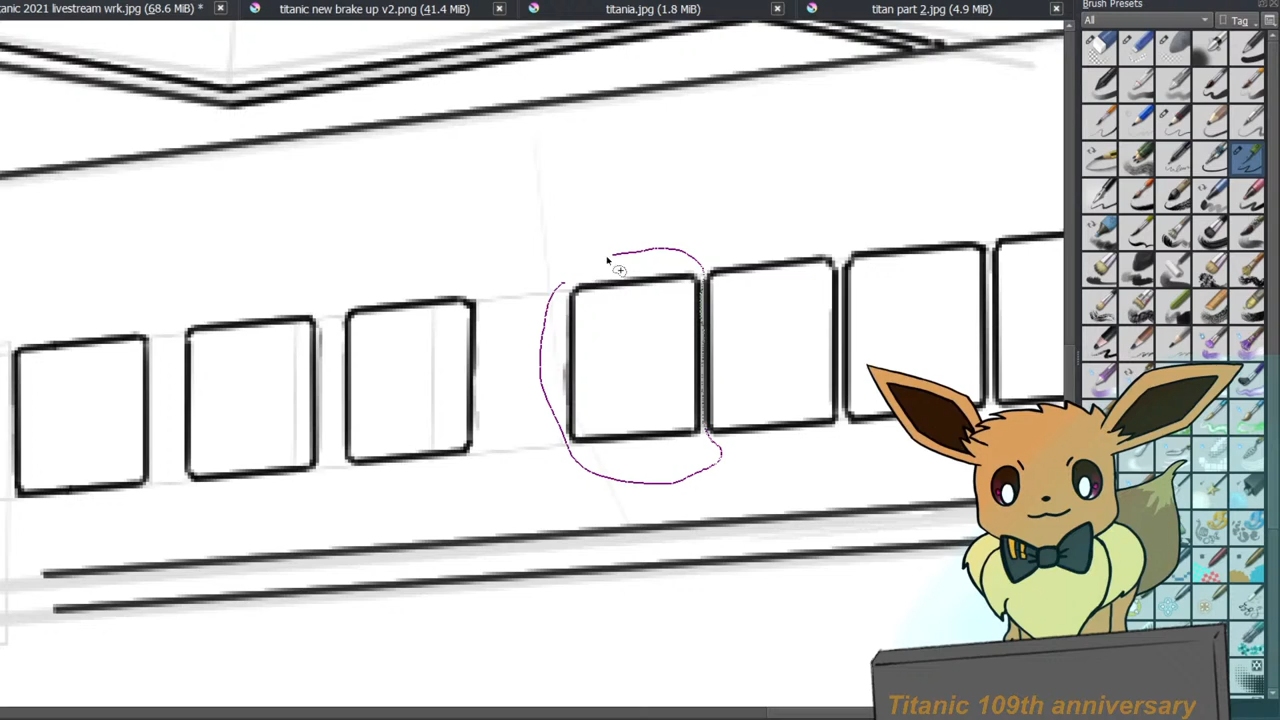 tanic 2021 livestream wrk.jpg (68.6 MiB) *
titanic new brake up v2.png (41.4 MiB)
titania.jpg (1.8 MiB)
titan part 2.jpg (4.9 MiB)
Brush Presets
All
Tag
Titanic 109th anniversary